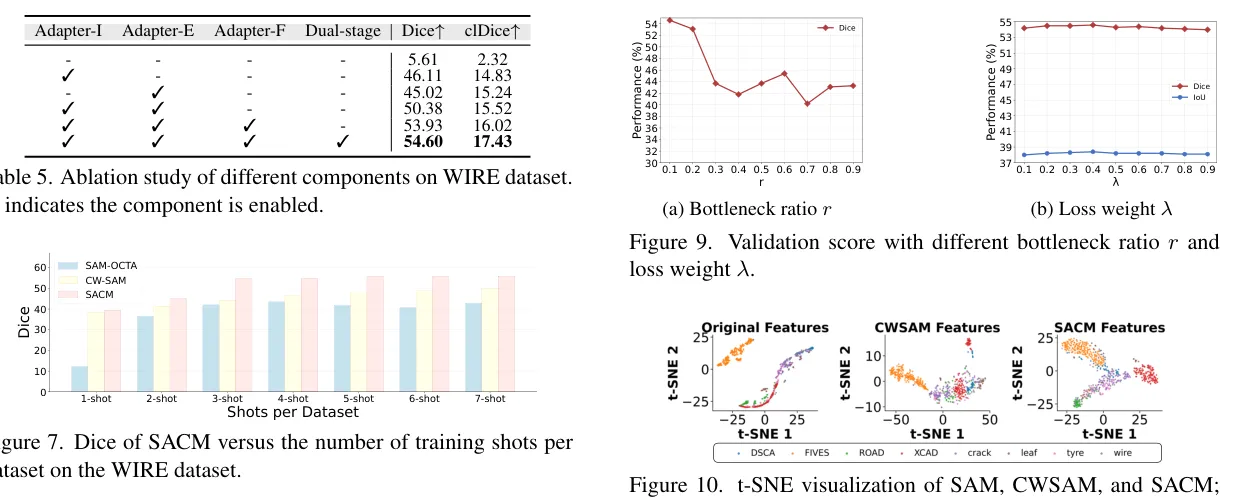 Adapter-I Adapter-E Adapter-F Dual-stage Dice↑ clDice↑
- - - - 5.61 2.32
✓ - - - 46.11 14.83
- ✓ - - 45.02 15.24
✓ ✓ - - 50.38 15.52
✓ ✓ ✓ - 53.93 16.02
✓ ✓ ✓ ✓ 54.60 17.43
able 5. Ablation study of different components on WIRE dataset.
indicates the component is enabled.
60
50
40
30
20
10
0
Dice
SAM-OCTA
CW-SAM
SACM
1-shot 2-shot 3-shot 4-shot 5-shot 6-shot 7-shot
Shots per Dataset
gure 7. Dice of SACM versus the number of training shots per
ataset on the WIRE dataset.
54
52
50
48
46
44
42
40
38
36
34
32
30
Performance (%)
Dice
0.1 0.2 0.3 0.4 0.5 0.6 0.7 0.8 0.9
r
(a) Bottleneck ratio r
55
53
51
49
47
45
43
41
39
37
Performance (%)
Dice
IoU
0.1 0.2 0.3 0.4 0.5 0.6 0.7 0.8 0.9
λ
(b) Loss weight λ
Figure 9. Validation score with different bottleneck ratio r and
loss weight λ.
Original Features
25
0
−25
t-SNE 2
−25 0 25
t-SNE 1
CWSAM Features
10
0
−10
t-SNE 2
−50 0 50
t-SNE 1
SACM Features
25
0
−25
t-SNE 2
−25 0 25
t-SNE 1
DSCA FIVES ROAD XCAD crack leaf tyre wire
Figure 10. t-SNE visualization of SAM, CWSAM, and SACM;